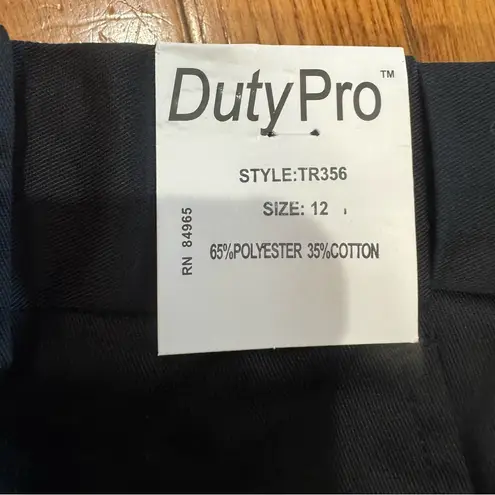 DutyPro™
STYLE:TR356
SIZE: 12
65%POLYESTER 35%COTTON
RN 84965